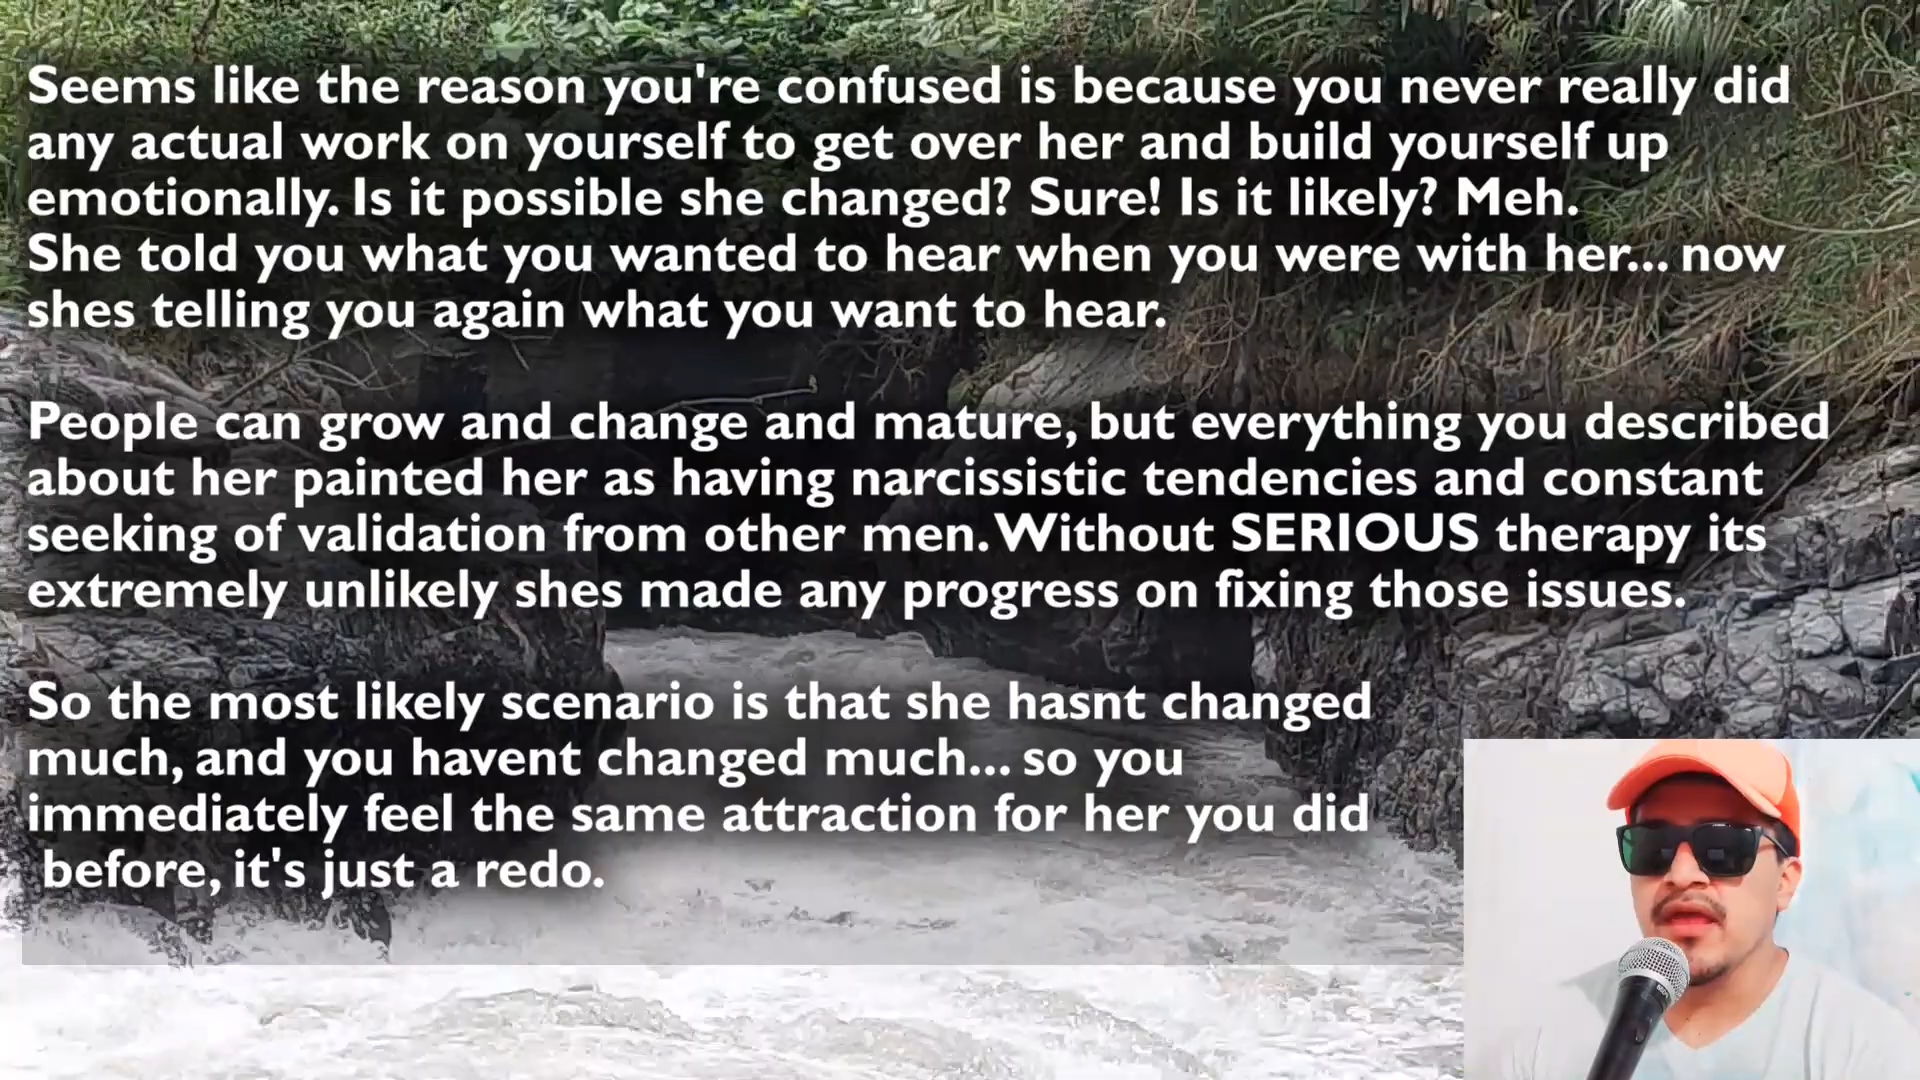 Seems like the reason you're confused is because you never really did
any actual work on yourself to get over her and build yourself up
emotionally. Is it possible she changed? Sure! Is it likely? Meh.
She told you what you wanted to hear when you were with her... now
shes telling you again what you want to hear.
People can grow and change and mature, but everything you described
about her painted her as having narcissistic tendencies and constant
seeking of validation from other men. Without SERIOUS therapy its
extremely unlikely shes made any progress on fixing those issues.
So the most likely scenario is that she hasnt changed
much, and you havent changed much... so you
immediately feel the same attraction for her you did
before, it's just a redo.